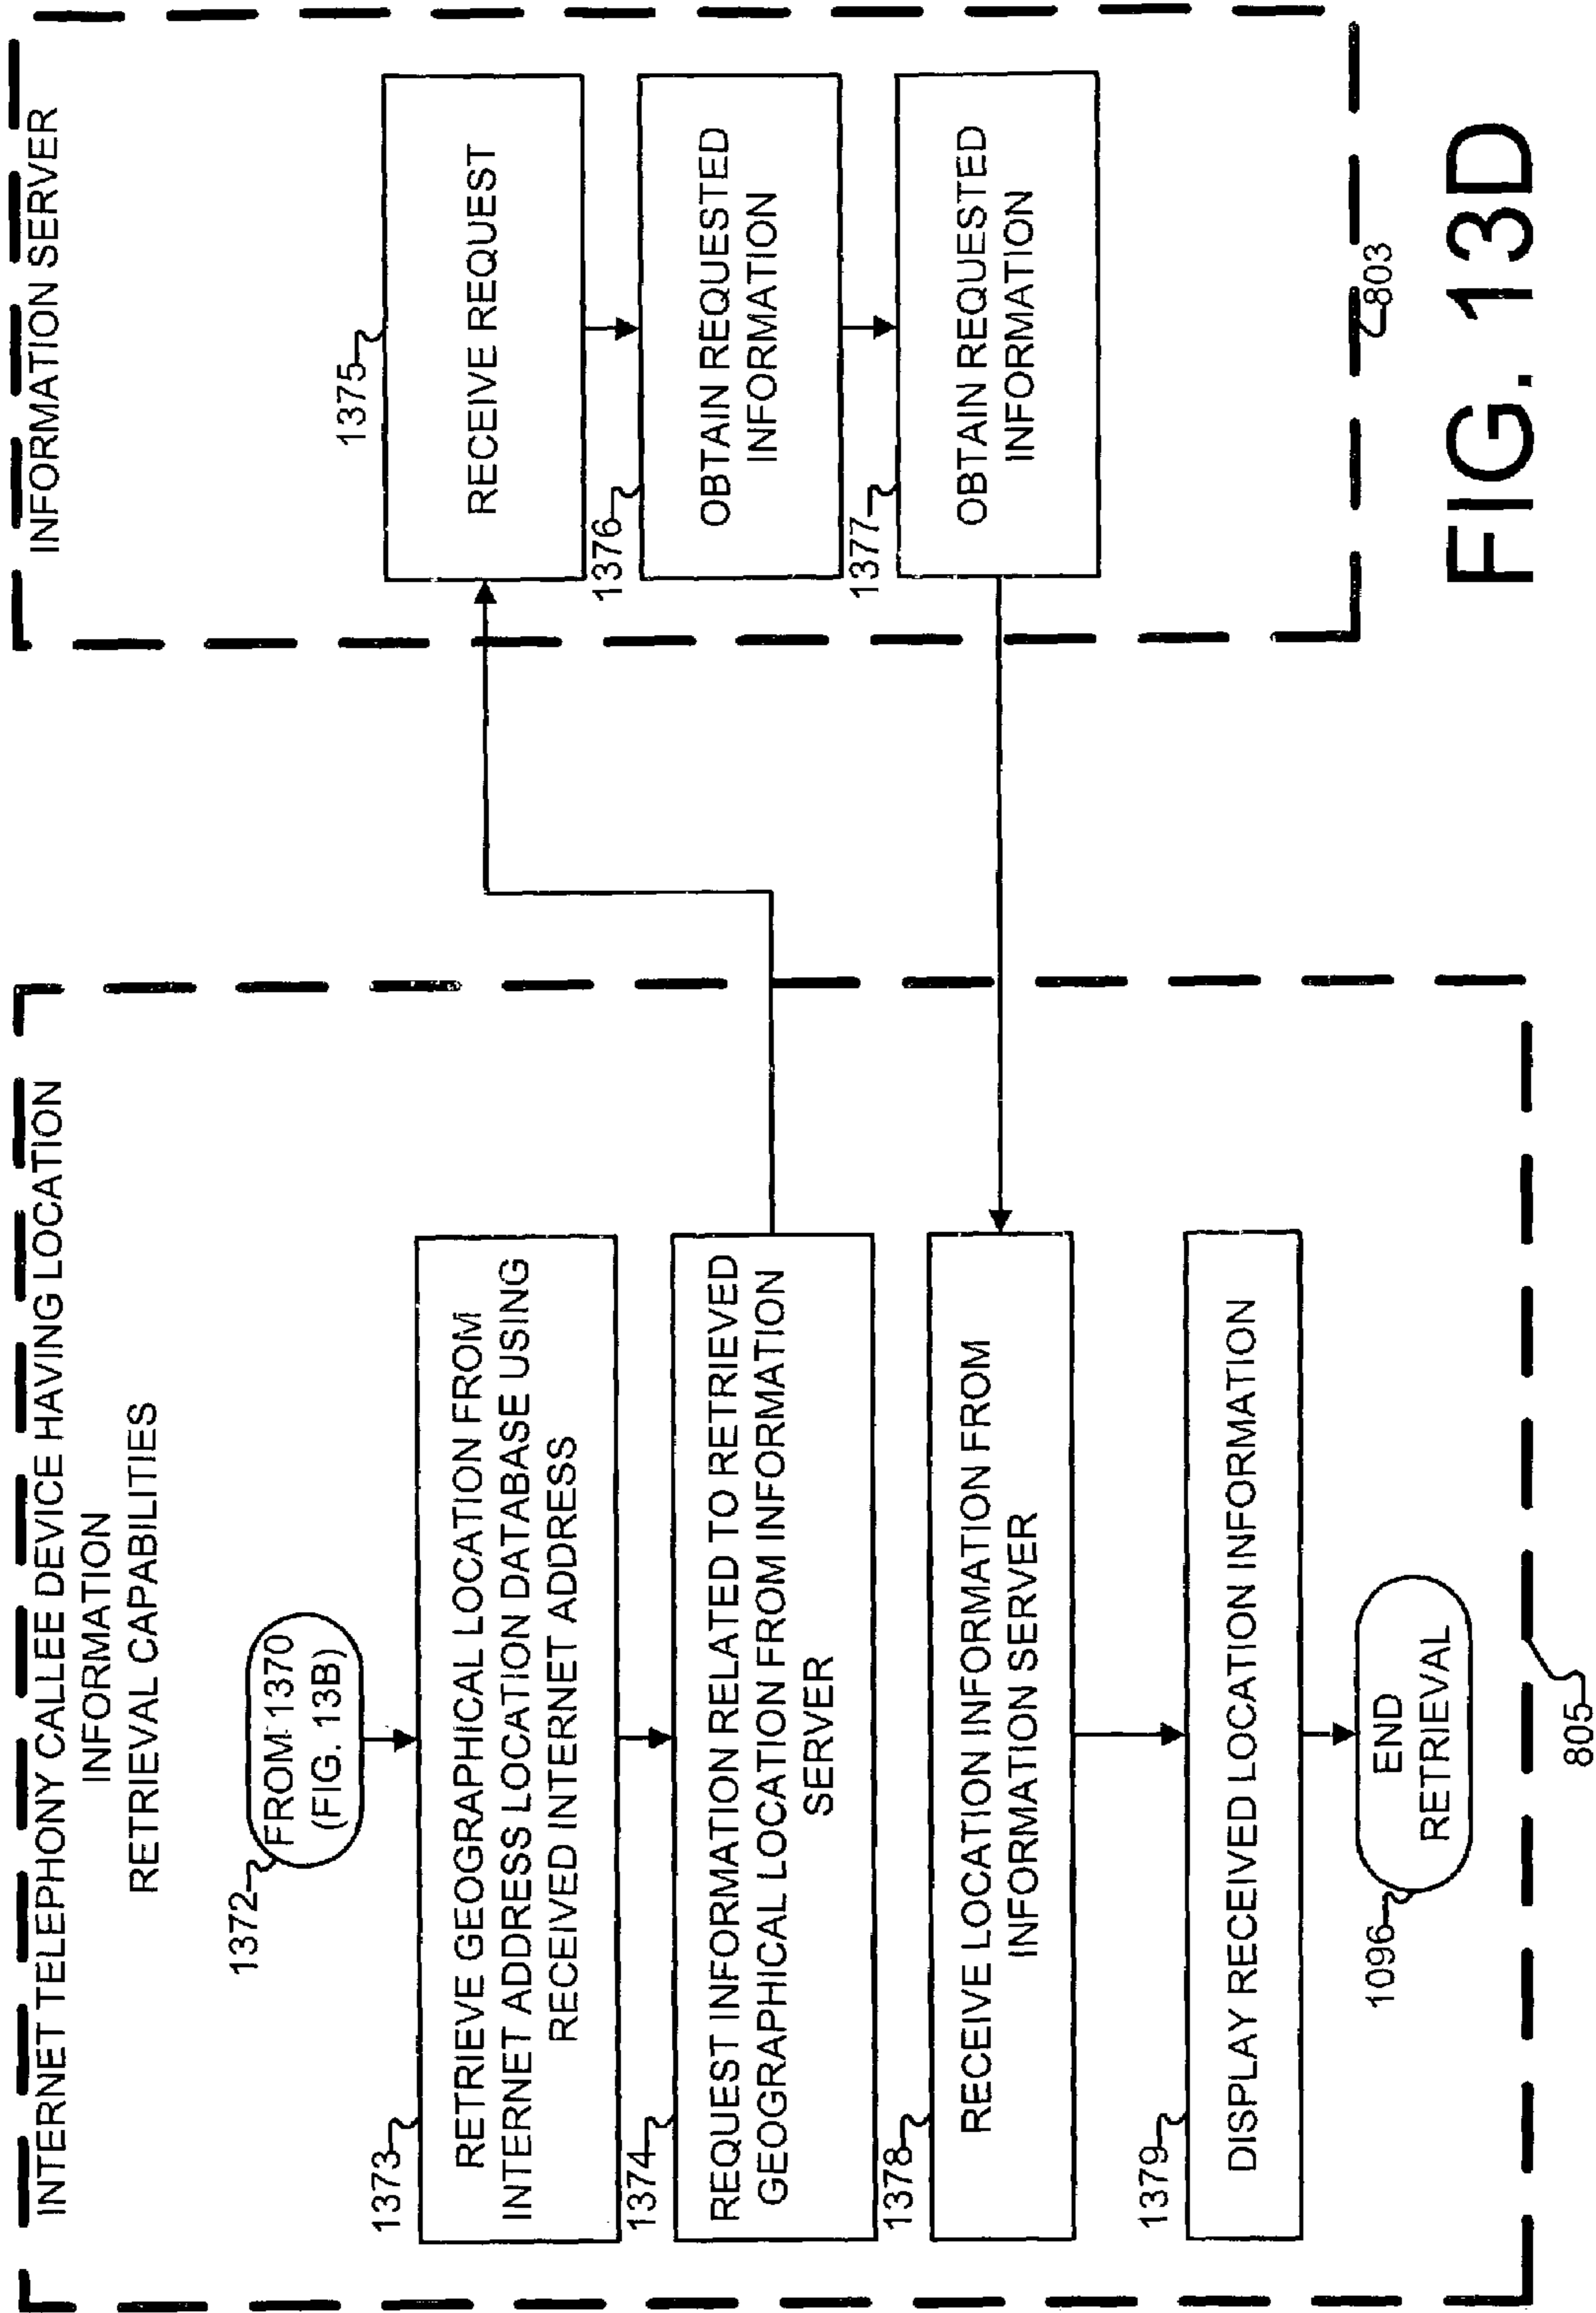 INTERNET TELEPHONY CALLEE DEVICE HAVING LOCATION
INFORMATION
RETRIEVAL CAPABILITIES
1372
FROM 1370
(FIG. 13B)
1373
RETRIEVE GEOGRAPHICAL LOCATION FROM
INTERNET ADDRESS LOCATION DATABASE USING
RECEIVED INTERNET ADDRESS
1374
REQUEST INFORMATION RELATED TO RETRIEVED
GEOGRAPHICAL LOCATION FROM INFORMATION
SERVER
1378
RECEIVE LOCATION INFORMATION FROM
INFORMATION SERVER
1379
DISPLAY RECEIVED LOCATION INFORMATION
1096
END
RETRIEVAL
805
INFORMATION SERVER
1375
RECEIVE REQUEST
1376
OBTAIN REQUESTED
INFORMATION
1377
OBTAIN REQUESTED
INFORMATION
803
FIG. 13D